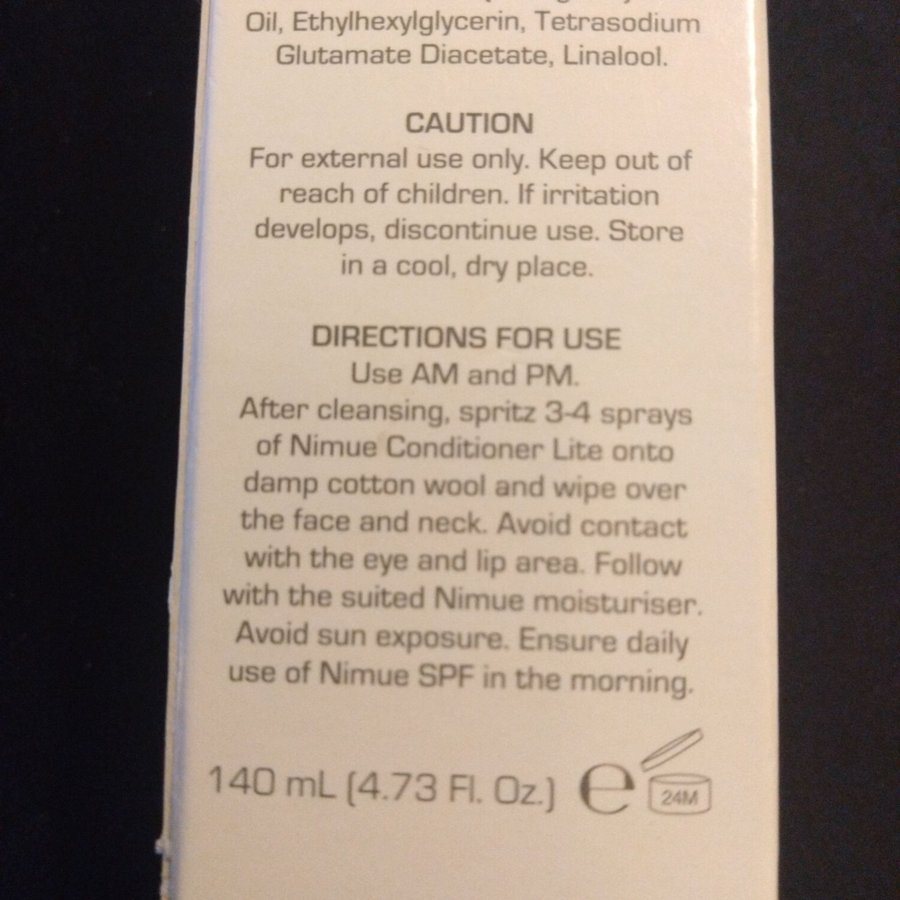 Oil, Ethylhexylglycerin, Tetrasodium
Glutamate Diacetate, Linalool.
CAUTION
For external use only. Keep out of
reach of children. If irritation
develops, discontinue use. Store
in a cool, dry place.
DIRECTIONS FOR USE
Use AM and PM.
After cleansing, spritz 3-4 sprays
of Nimue Conditioner Lite onto
damp cotton wool and wipe over
the face and neck. Avoid contact
with the eye and lip area. Follow
with the suited Nimue moisturiser.
Avoid sun exposure. Ensure daily
use of Nimue SPF in the morning.
140 mL (4.73 Fl. Oz.) ℮ 24M